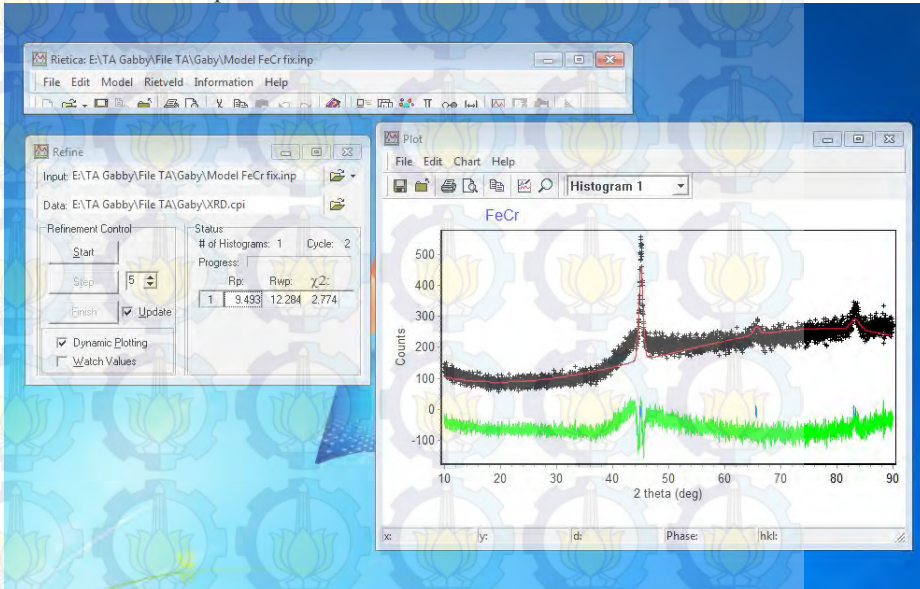 Rietica: E:\TA Gabby\File TA\Gaby\Model FeCr fix.inp
File Edit Model Rietveld Information Help
Refine
Input: E:\TA Gabby\File TA\Gaby\Model FeCr fix.inp
Data: E:\TA Gabby\File TA\Gaby\XRD.cpi
Refinement Control
Start
Step 5
Finish Update
Dynamic Plotting
Watch Values
Status
# of Histograms: 1 Cycle: 2
Progress:
Rp: Rwp: χ2:
1 9.493 12.284 2.774
Plot
File Edit Chart Help
Histogram 1
FeCr
500
400
300
200
100
0
-100
Counts
10 20 30 40 50 60 70 80 90
2 theta (deg)
x: y: d: Phase: hkl: